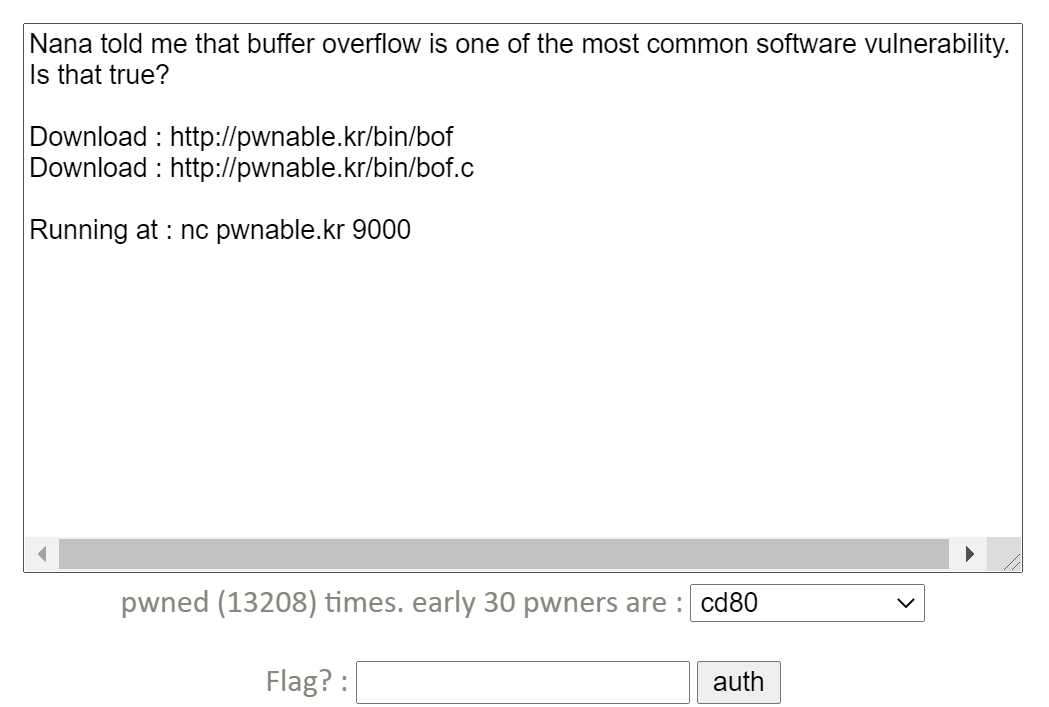 Nana told me that buffer overflow is one of the most common software vulnerability.
Is that true?
Download : http://pwnable.kr/bin/bof
Download : http://pwnable.kr/bin/bof.c
Running at : nc pwnable.kr 9000
pwned (13208) times. early 30 pwners are : cd80
Flag? : auth